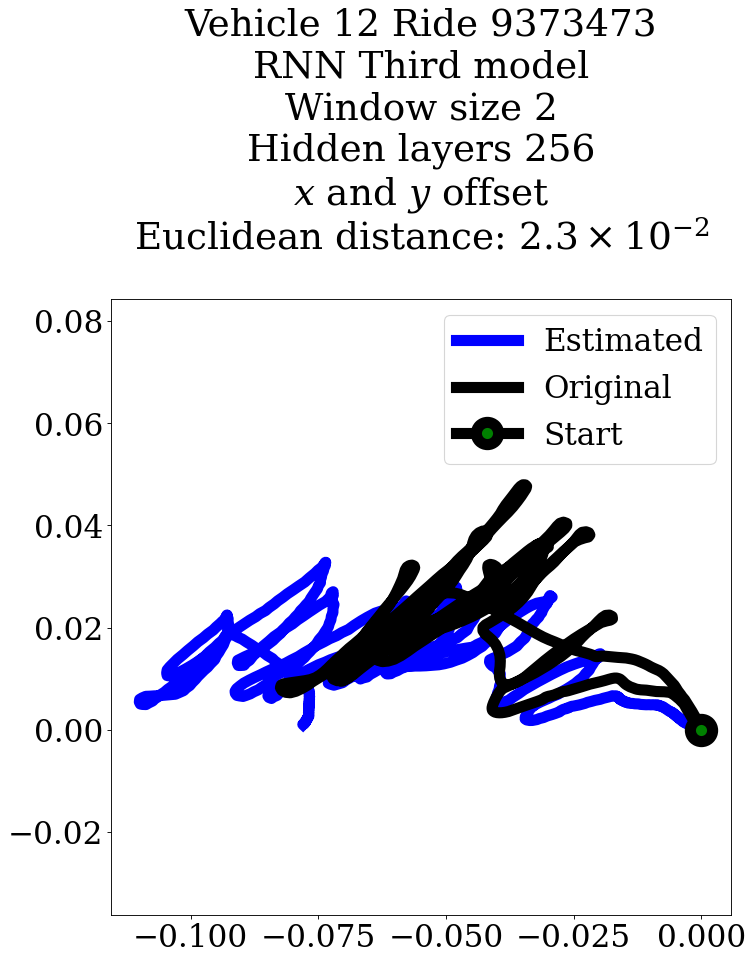 Vehicle 12 Ride 9373473
RNN Third model
Window size 2
Hidden layers 256
x and y offset
Euclidean distance: 2.3 × 10⁻²
Estimated
Original
Start
0.08
0.06
0.04
0.02
0.00
−0.02
−0.100 −0.075 −0.050 −0.025 0.000